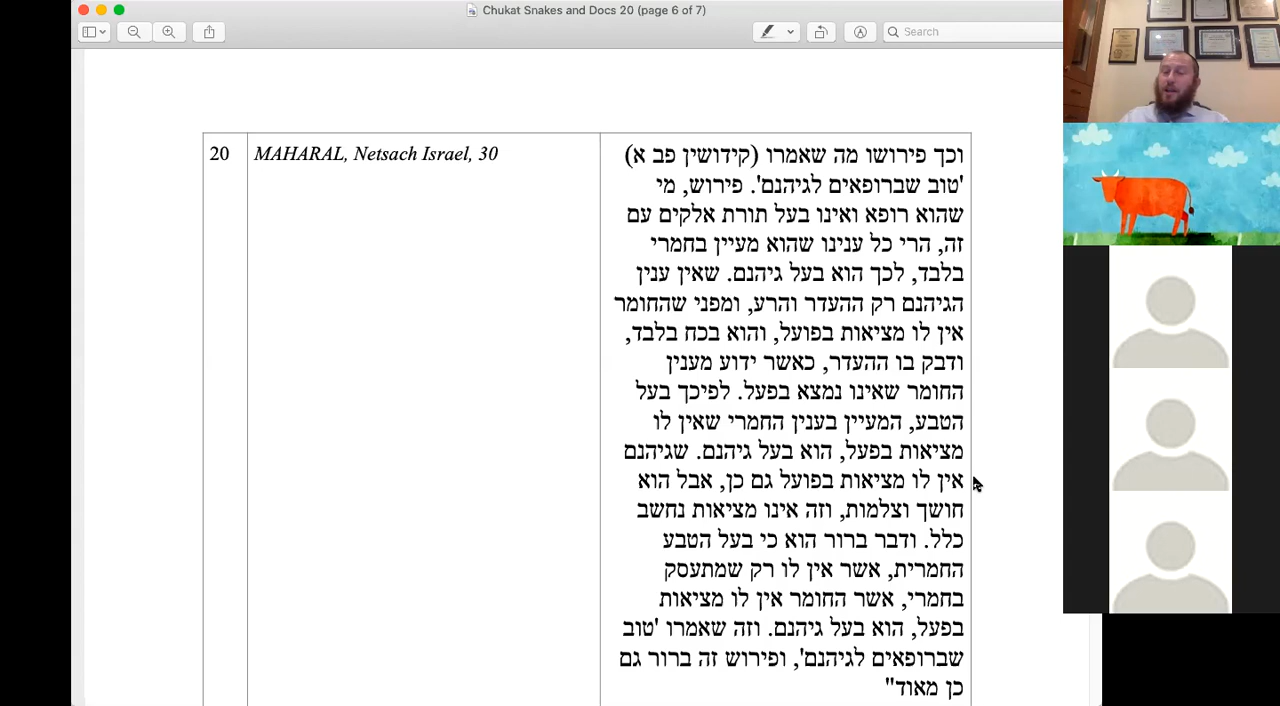 Chukat Snakes and Docs 20 (page 6 of 7)
Search
20
MAHARAL, Netsach Israel, 30
וכך פירושו מה שאמרו (קידושין פב א)
'טוב שברופאים לגיהנם'. פירוש, מי
שהוא רופא ואינו בעל תורת אלקים עם
זה, הרי כל ענינו שהוא מעיין בחמרי
בלבד, לכך הוא בעל גיהנם. שאין ענין
הגיהנם רק ההעדר והרע, ומפני שהחומר
אין לו מציאות בפועל, והוא בכח בלבד,
ודבק בו ההעדר, כאשר ידוע מענין
החומר שאינו נמצא בפעל. לפיכך בעל
הטבע, המעיין בענין החמרי שאין לו
מציאות בפעל, הוא בעל גיהנם. שגיהנם
אין לו מציאות בפועל גם כן, אבל הוא
חושך וצלמות, וזה אינו מציאות נחשב
כלל. ודבר ברור הוא כי בעל הטבע
החמרית, אשר אין לו רק שמתעסק
בחמרי, אשר החומר אין לו מציאות
בפעל, הוא בעל גיהנם. וזה שאמרו 'טוב
שברופאים לגיהנם', ופירוש זה ברור גם
כן מאוד"